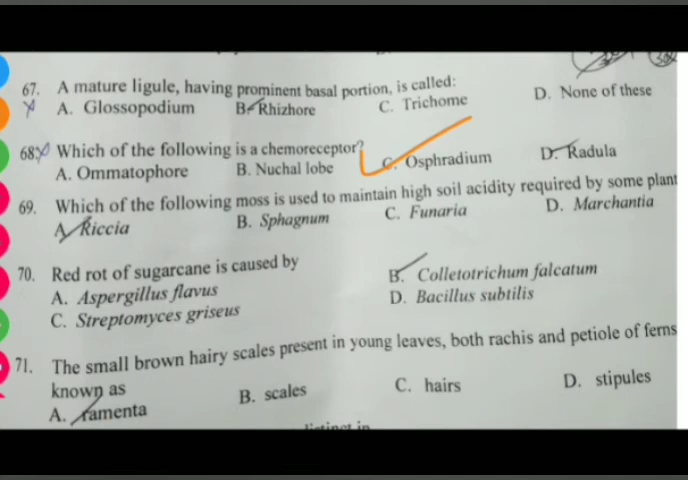 67. A mature ligule, having prominent basal portion, is called:
A. Glossopodium B. Rhizhore C. Trichome D. None of these
68. Which of the following is a chemoreceptor?
A. Ommatophore B. Nuchal lobe C. Osphradium D. Radula
69. Which of the following moss is used to maintain high soil acidity required by some plant
A. Riccia B. Sphagnum C. Funaria D. Marchantia
70. Red rot of sugarcane is caused by
A. Aspergillus flavus B. Colletotrichum falcatum
C. Streptomyces griseus D. Bacillus subtilis
71. The small brown hairy scales present in young leaves, both rachis and petiole of ferns
known as
A. ramenta B. scales C. hairs D. stipules